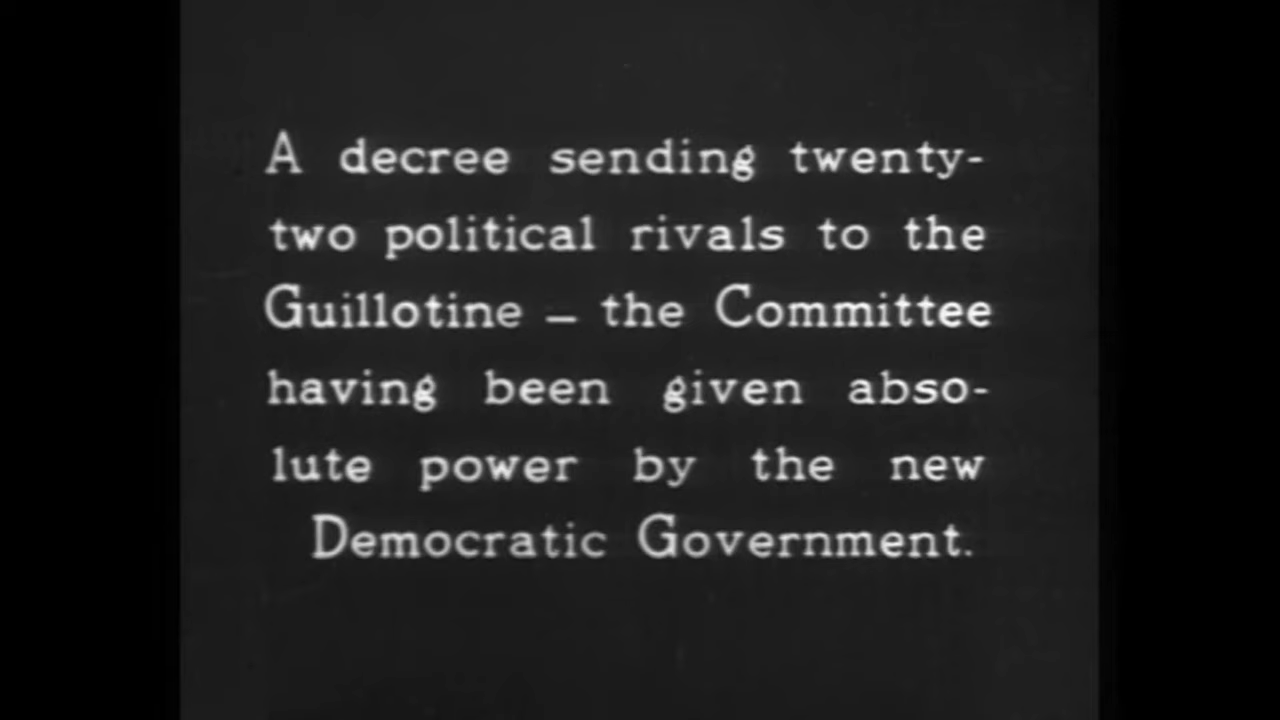 A decree sending twenty-
two political rivals to the
Guillotine – the Committee
having been given abso-
lute power by the new
Democratic Government.